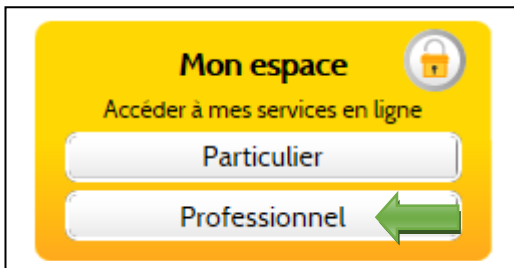 Mon espace
Accéder à mes services en ligne
Particulier
Professionnel